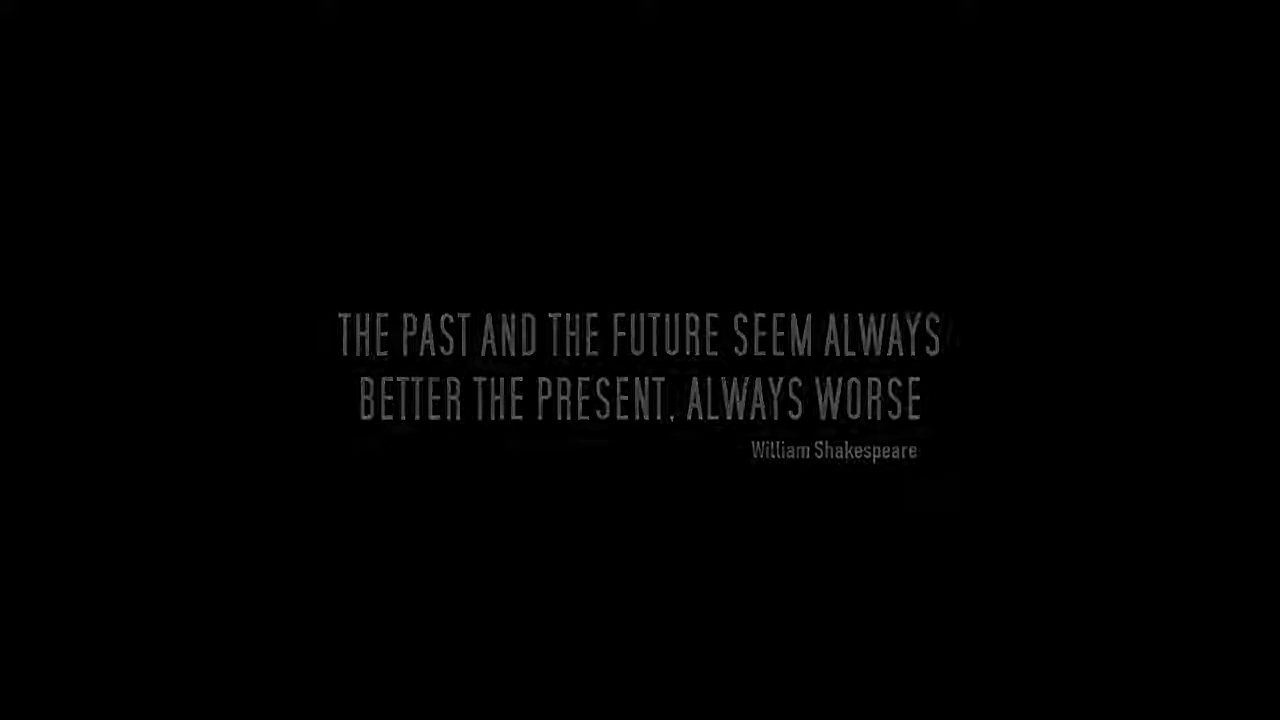 THE PAST AND THE FUTURE SEEM ALWAYS
BETTER THE PRESENT, ALWAYS WORSE
William Shakespeare